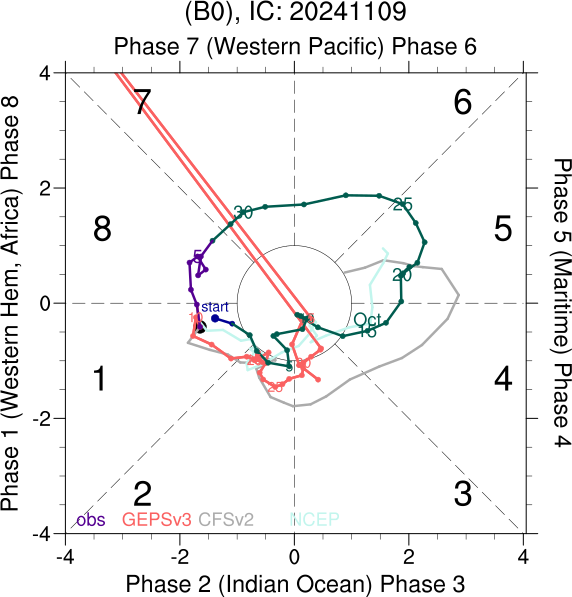 (B0), IC: 20241109
Phase 7 (Western Pacific) Phase 6
Phase 1 (Western Hem, Africa) Phase 8
Phase 5 (Maritime) Phase 4
4
2
0
-2
-4
7
6
8
5
1
4
2
3
30
25
5
20
start
Oct
15
obs GEPSv3 CFSv2 NCEP
-4 -2 0 2 4
Phase 2 (Indian Ocean) Phase 3